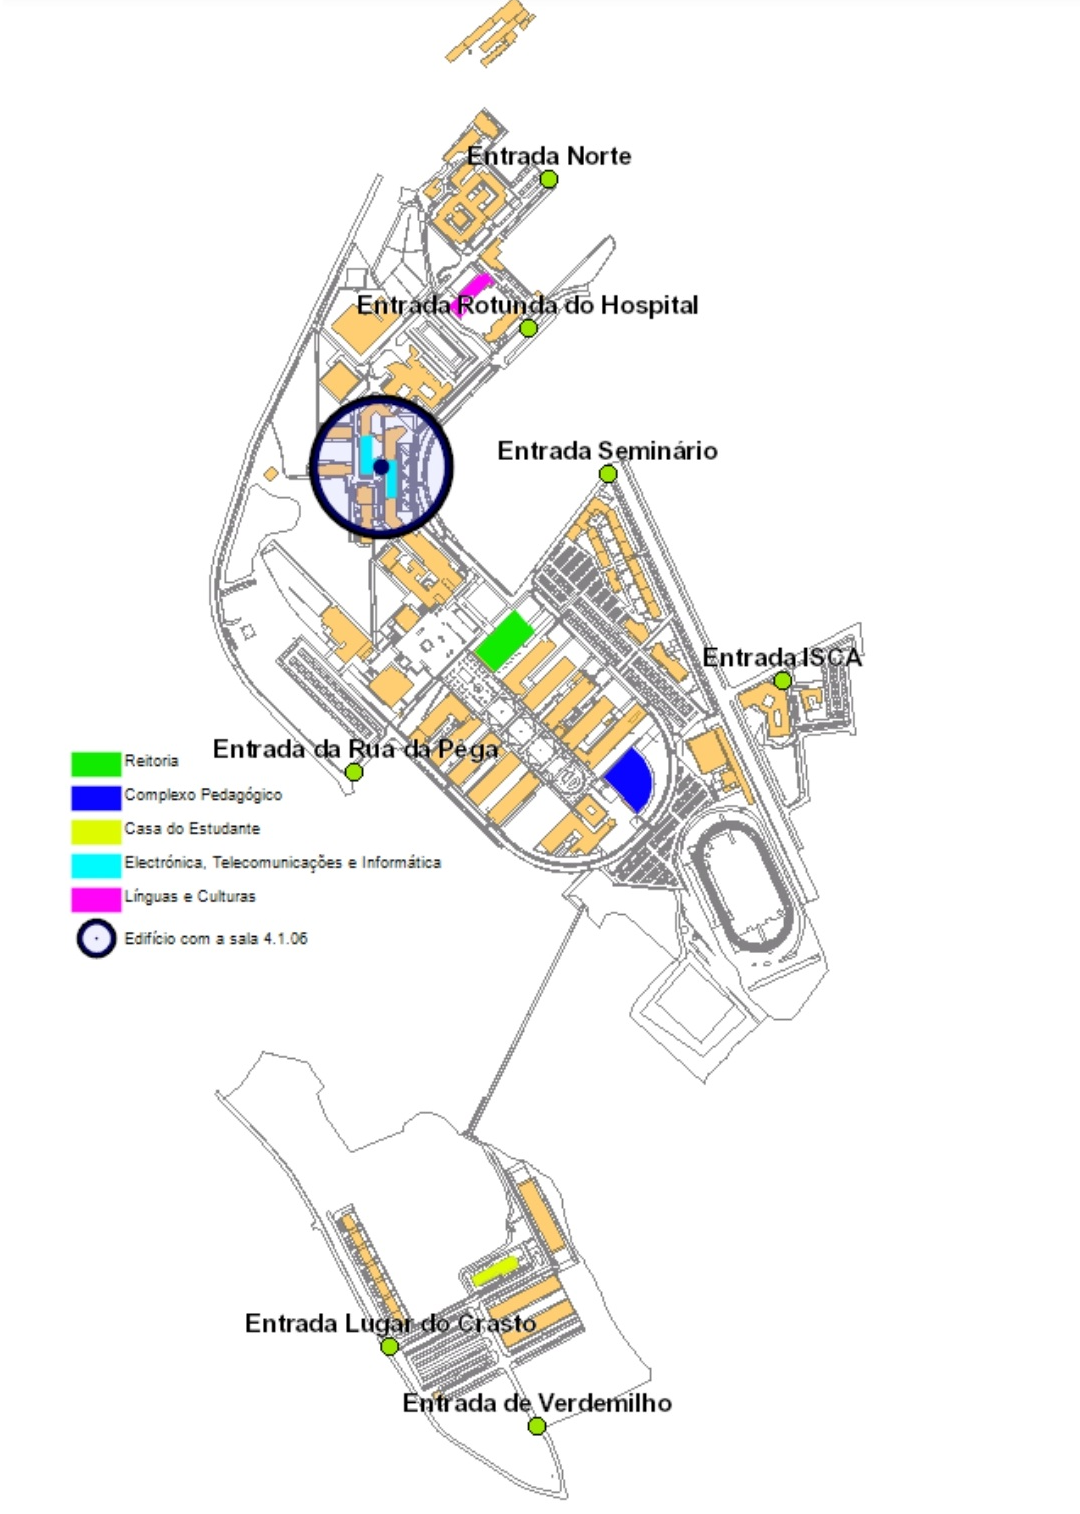 Entrada Norte
Entrada Rotunda do Hospital
Entrada Seminário
Entrada ISCA
Entrada da Rua da Pêga
Reitoria
Complexo Pedagógico
Casa do Estudante
Electrónica, Telecomunicações e Informática
Línguas e Culturas
Edifício com a sala 4.1.06
Entrada Lugar do Crasto
Entrada de Verdemilho